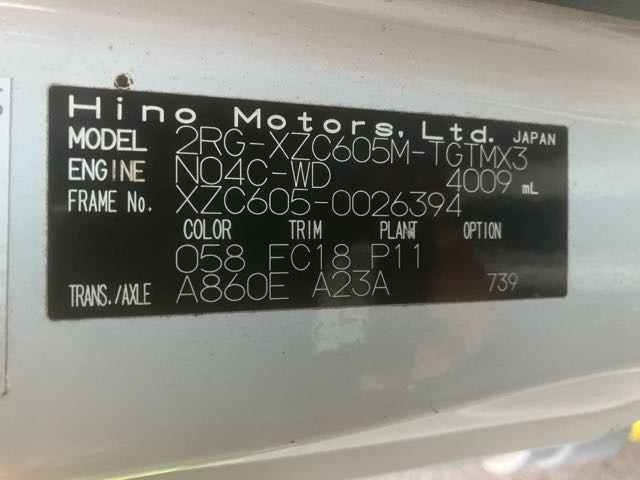 Hino Motors, Ltd. JAPAN
MODEL 2RG-XZC605M-TGTMX3
ENGINE N04C-WD 4009 mL
FRAME No. XZC605-0026394
COLOR TRIM PLANT OPTION
058 FC18 P11
TRANS./AXLE A860E A23A 739